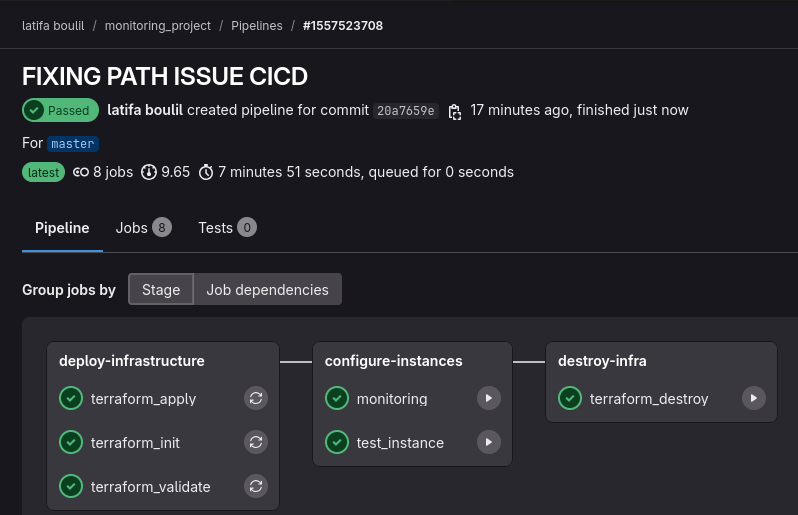 latifa boulil / monitoring_project / Pipelines / #1557523708
FIXING PATH ISSUE CICD
Passed latifa boulil created pipeline for commit 20a7659e 17 minutes ago, finished just now
For master
latest 8 jobs 9.65 7 minutes 51 seconds, queued for 0 seconds
Pipeline Jobs 8 Tests 0
Group jobs by Stage Job dependencies
deploy-infrastructure configure-instances destroy-infra
terraform_apply monitoring terraform_destroy
terraform_init test_instance
terraform_validate